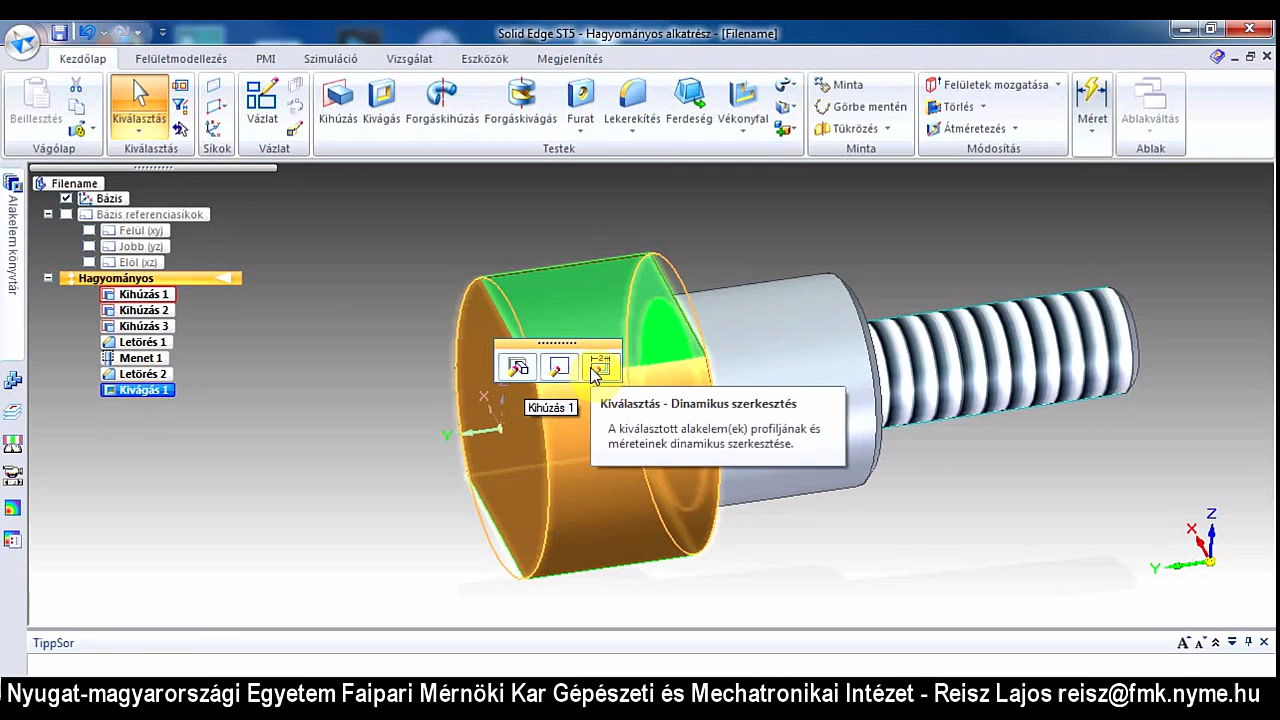 Solid Edge ST5 - Hagyományos alkatrész - [Filename]
Kezdőlap
Felületmodellezés
PMI
Szimuláció
Vizsgálat
Eszközök
Megjelenítés
Beillesztés
Vágólap
Kiválasztás
Kiválasztás
Síkok
Vázlat
Vázlat
Kihúzás
Kivágás
Forgáskihúzás
Forgáskivágás
Furat
Lekerekítés
Ferdeség
Vékonyfal
Testek
Minta
Görbe mentén
Tükrözés
Minta
Felületek mozgatása
Törlés
Átméretezés
Módosítás
Méret
Ablakváltás
Ablak
Alakelem könyvtár
Filename
Bázis
Bázis referenciasíkok
Felül (xy)
Jobb (yz)
Elöl (xz)
Hagyományos
Kihúzás 1
Kihúzás 2
Kihúzás 3
Letörés 1
Menet 1
Letörés 2
Kivágás 1
X
Y
Kihúzás 1
Kiválasztás - Dinamikus szerkesztés
A kiválasztott alakelem(ek) profiljának és
méreteinek dinamikus szerkesztése.
Z
X
Y
TippSor
Nyugat-magyarországi Egyetem Faipari Mérnöki Kar Gépészeti és Mechatronikai Intézet - Reisz Lajos reisz@fmk.nyme.hu